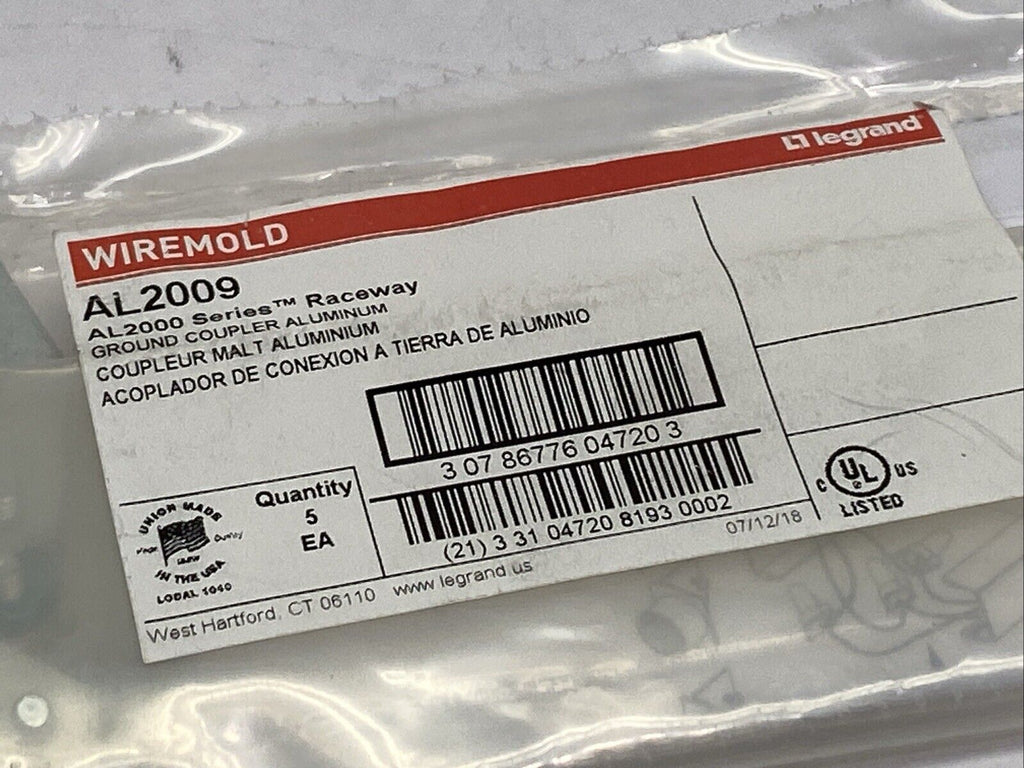 legrand
WIREMOLD
AL2009
AL2000 Series™ Raceway
GROUND COUPLER ALUMINUM
COUPLEUR MALT ALUMINIUM
ACOPLADOR DE CONEXION A TIERRA DE ALUMINIO
3 07 86776 04720 3
UNION MADE
Quality
IN THE USA
LOCAL 1040
Quantity
5
EA
(21) 3 31 04720 8193 0002
07/12/18
C UL US
LISTED
West Hartford, CT 06110 www legrand us